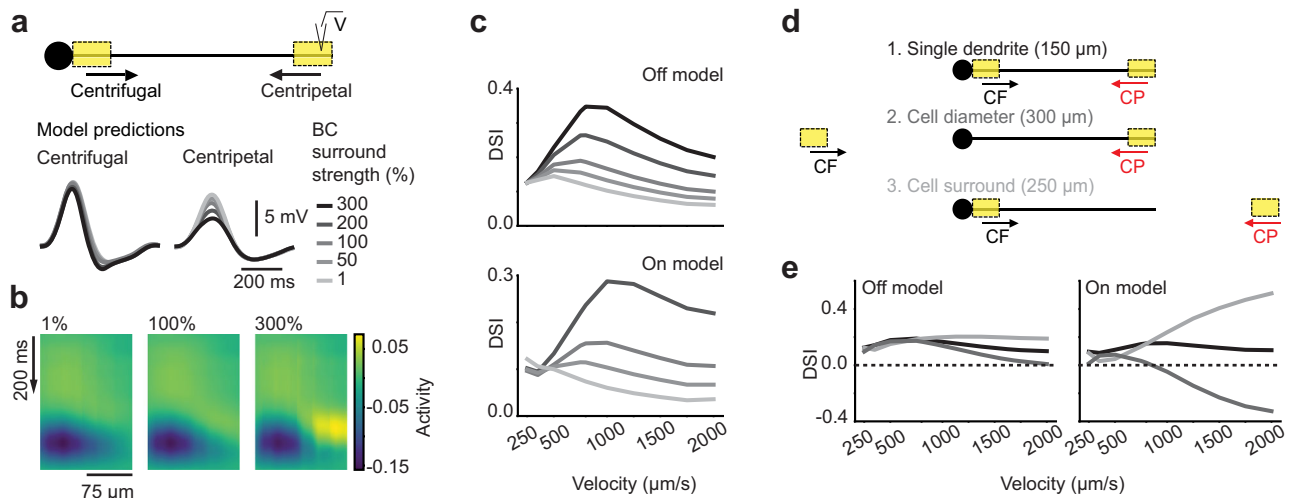 a
V
Centrifugal
Centripetal
Model predictions
Centrifugal
Centripetal
BC
surround
strength (%)
300
200
100
50
1
5 mV
200 ms
b
1%
100%
300%
200 ms
75 µm
0.05
-0.05
-0.15
Activity
c
Off model
0.4
DSI
0.0
On model
0.3
DSI
0.0
250
500
1000
1500
2000
Velocity (µm/s)
d
1. Single dendrite (150 µm)
CF
CP
2. Cell diameter (300 µm)
CF
CP
3. Cell surround (250 µm)
CF
CP
e
Off model
On model
0.4
DSI
0.0
-0.4
250
500
1000
1500
2000
250
500
1000
1500
2000
Velocity (µm/s)